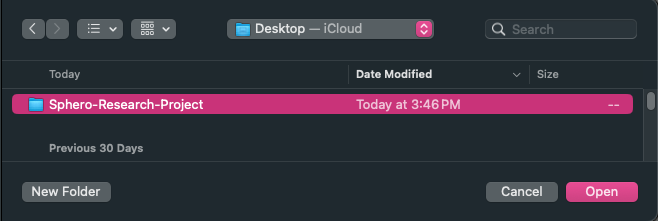 Desktop — iCloud
Search
Today Date Modified Size
Sphero-Research-Project Today at 3:46 PM --
Previous 30 Days
New Folder Cancel Open